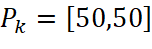 P_k = [50,50]